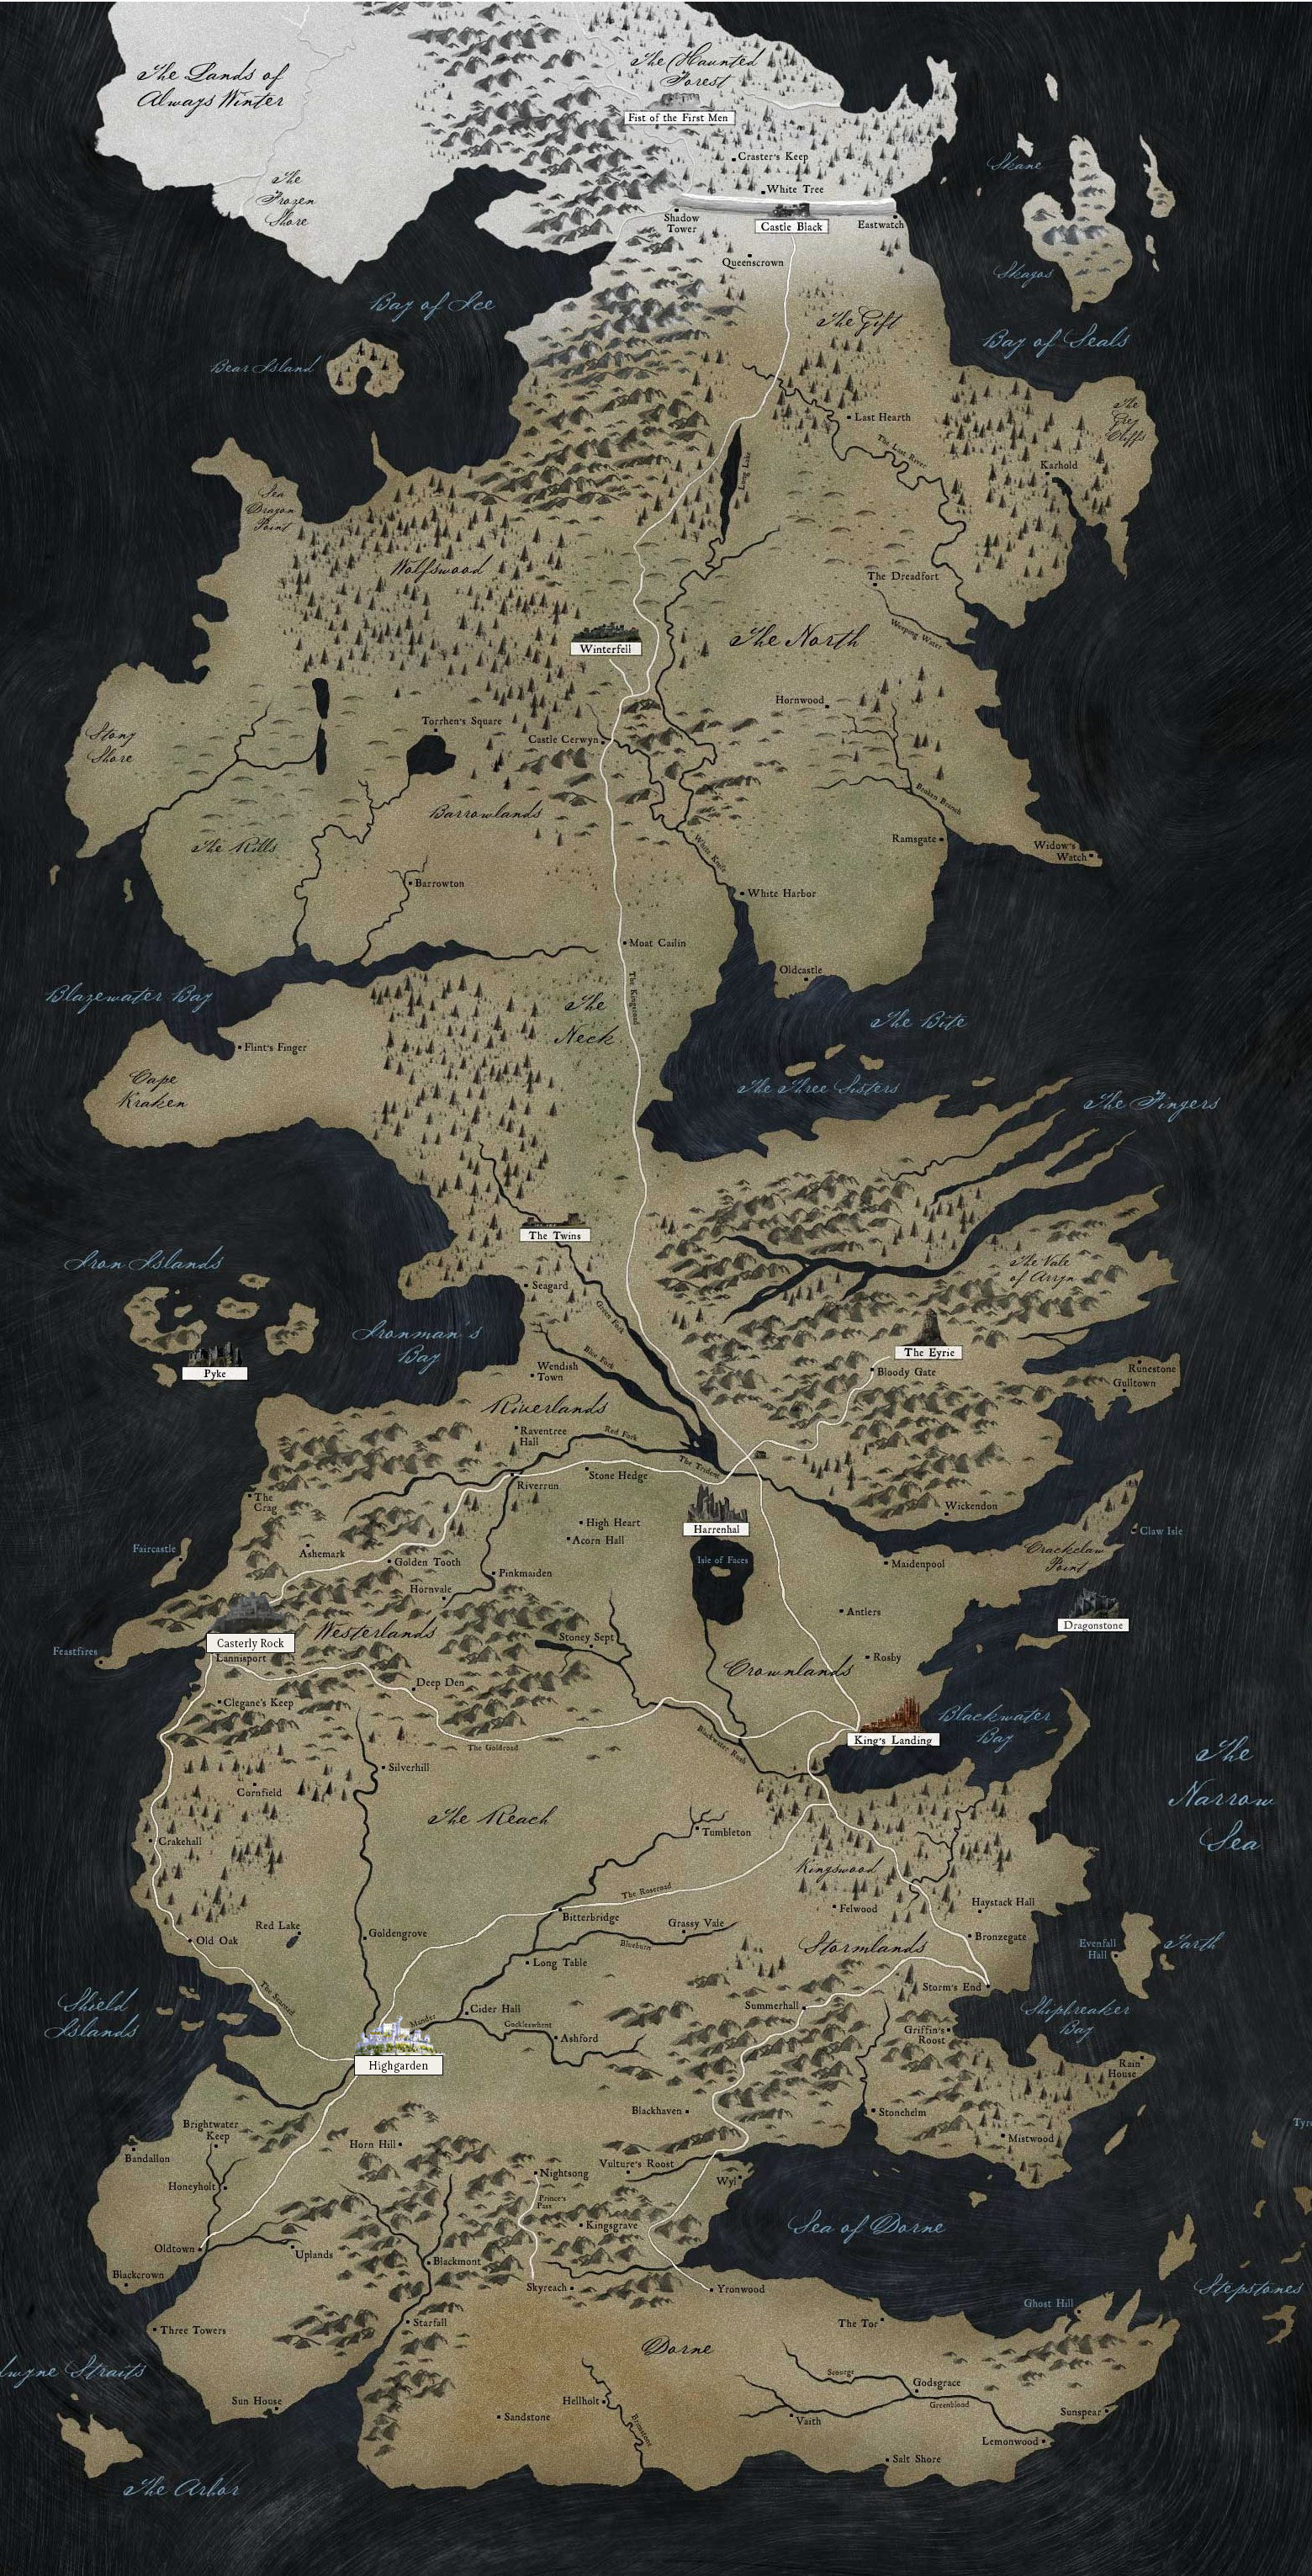 The Lands of
Always Winter
The Haunted
Forest
Fist of the First Men
Craster's Keep
Skane
The
Frozen
Shore
White Tree
Shadow
Tower
Castle Black
Eastwatch
Queenscrown
Skagos
Bay of Ice
The Gift
Bay of Seals
Bear Island
The
Grey
Cliffs
Last Hearth
The Last River
Long Lake
Karhold
Sea
Dragon
Point
Wolfswood
The Dreadfort
Weeping Water
The North
Winterfell
Hornwood
Torrhen's Square
Stony
Shore
Castle Cerwyn
Broken Branch
Barrowlands
The Rills
Ramsgate
Widow's
Watch
White Knife
Barrowton
White Harbor
Moat Cailin
Oldcastle
The Kingsroad
Blazewater Bay
The
Neck
The Bite
Flint's Finger
Cape
Kraken
The Three Sisters
The Fingers
The Twins
Iron Islands
The Vale
of Arryn
Seagard
Green Fork
Ironman's
Bay
Blue Fork
The Eyrie
Pyke
Wendish
Town
Bloody Gate
Runestone
Gulltown
Riverlands
Raventree
Hall
Red Fork
The Trident
Stone Hedge
Riverrun
The
Crag
Wickendon
Harrenhal
High Heart
Acorn Hall
Claw Isle
Faircastle
Ashemark
Golden Tooth
Crackclaw
Point
Isle of Faces
Maidenpool
Pinkmaiden
Hornvale
Antlers
Dragonstone
Casterly Rock
Westerlands
Stoney Sept
Feastfires
Lannisport
Rosby
Crownlands
Deep Den
Clegane's Keep
Blackwater
Bay
King's Landing
The Goldroad
Blackwater Rush
The
Narrow
Sea
Silverhill
Cornfield
The Reach
Tumbleton
Crakehall
Kingswood
The Roseroad
Haystack Hall
Felwood
Bitterbridge
Red Lake
Goldengrove
Grassy Vale
Old Oak
Blueburn
Stormlands
Bronzegate
Evenfall
Hall
Tarth
Long Table
Storm's End
Shield
Islands
Summerhall
Shipbreaker
Bay
Cider Hall
Mander
Cockleswhent
Ashford
Griffin's
Roost
Highgarden
Rain
House
Blackhaven
Stonehelm
Brightwater
Keep
Tyr
Horn Hill
Mistwood
Bandallon
Vulture's Roost
Nightsong
Wyl
Honeyholt
Prince's
Pass
Kingsgrave
Sea of Dorne
Oldtown
Uplands
Blackmont
Blackcrown
Skyreach
Yronwood
Stepstones
Ghost Hill
Starfall
Three Towers
The Tor
Dorne
Straits
Scourge
Godsgrace
Greenblood
Sun House
Hellholt
Sandstone
Brimstone
Vaith
Sunspear
Lemonwood
Salt Shore
The Arbor